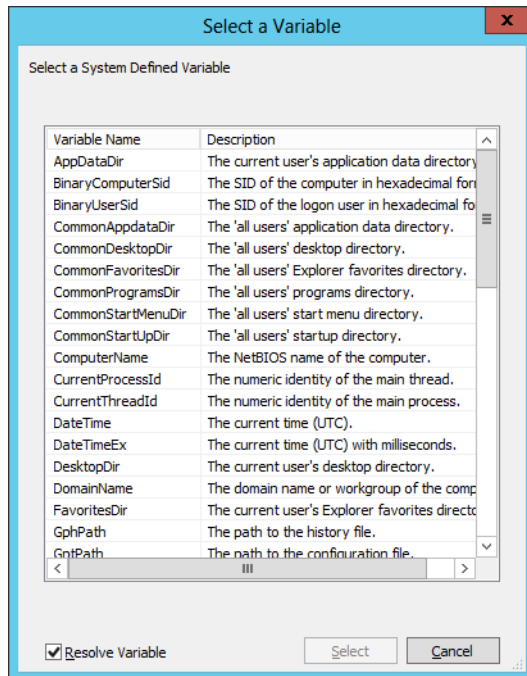 Select a Variable
x
Select a System Defined Variable
Variable Name Description
AppDataDir The current user's application data directory
BinaryComputerSid The SID of the computer in hexadecimal for
BinaryUserSid The SID of the logon user in hexadecimal fo
CommonAppdataDir The 'all users' application data directory.
CommonDesktopDir The 'all users' desktop directory.
CommonFavoritesDir The 'all users' Explorer favorites directory.
CommonProgramsDir The 'all users' programs directory.
CommonStartMenuDir The 'all users' start menu directory.
CommonStartUpDir The 'all users' startup directory.
ComputerName The NetBIOS name of the computer.
CurrentProcessId The numeric identity of the main thread.
CurrentThreadId The numeric identity of the main process.
DateTime The current time (UTC).
DateTimeEx The current time (UTC) with milliseconds.
DesktopDir The current user's desktop directory.
DomainName The domain name or workgroup of the comp
FavoritesDir The current user's Explorer favorites directo
GphPath The path to the history file.
GptPath The path to the configuration file.
Resolve Variable Select Cancel